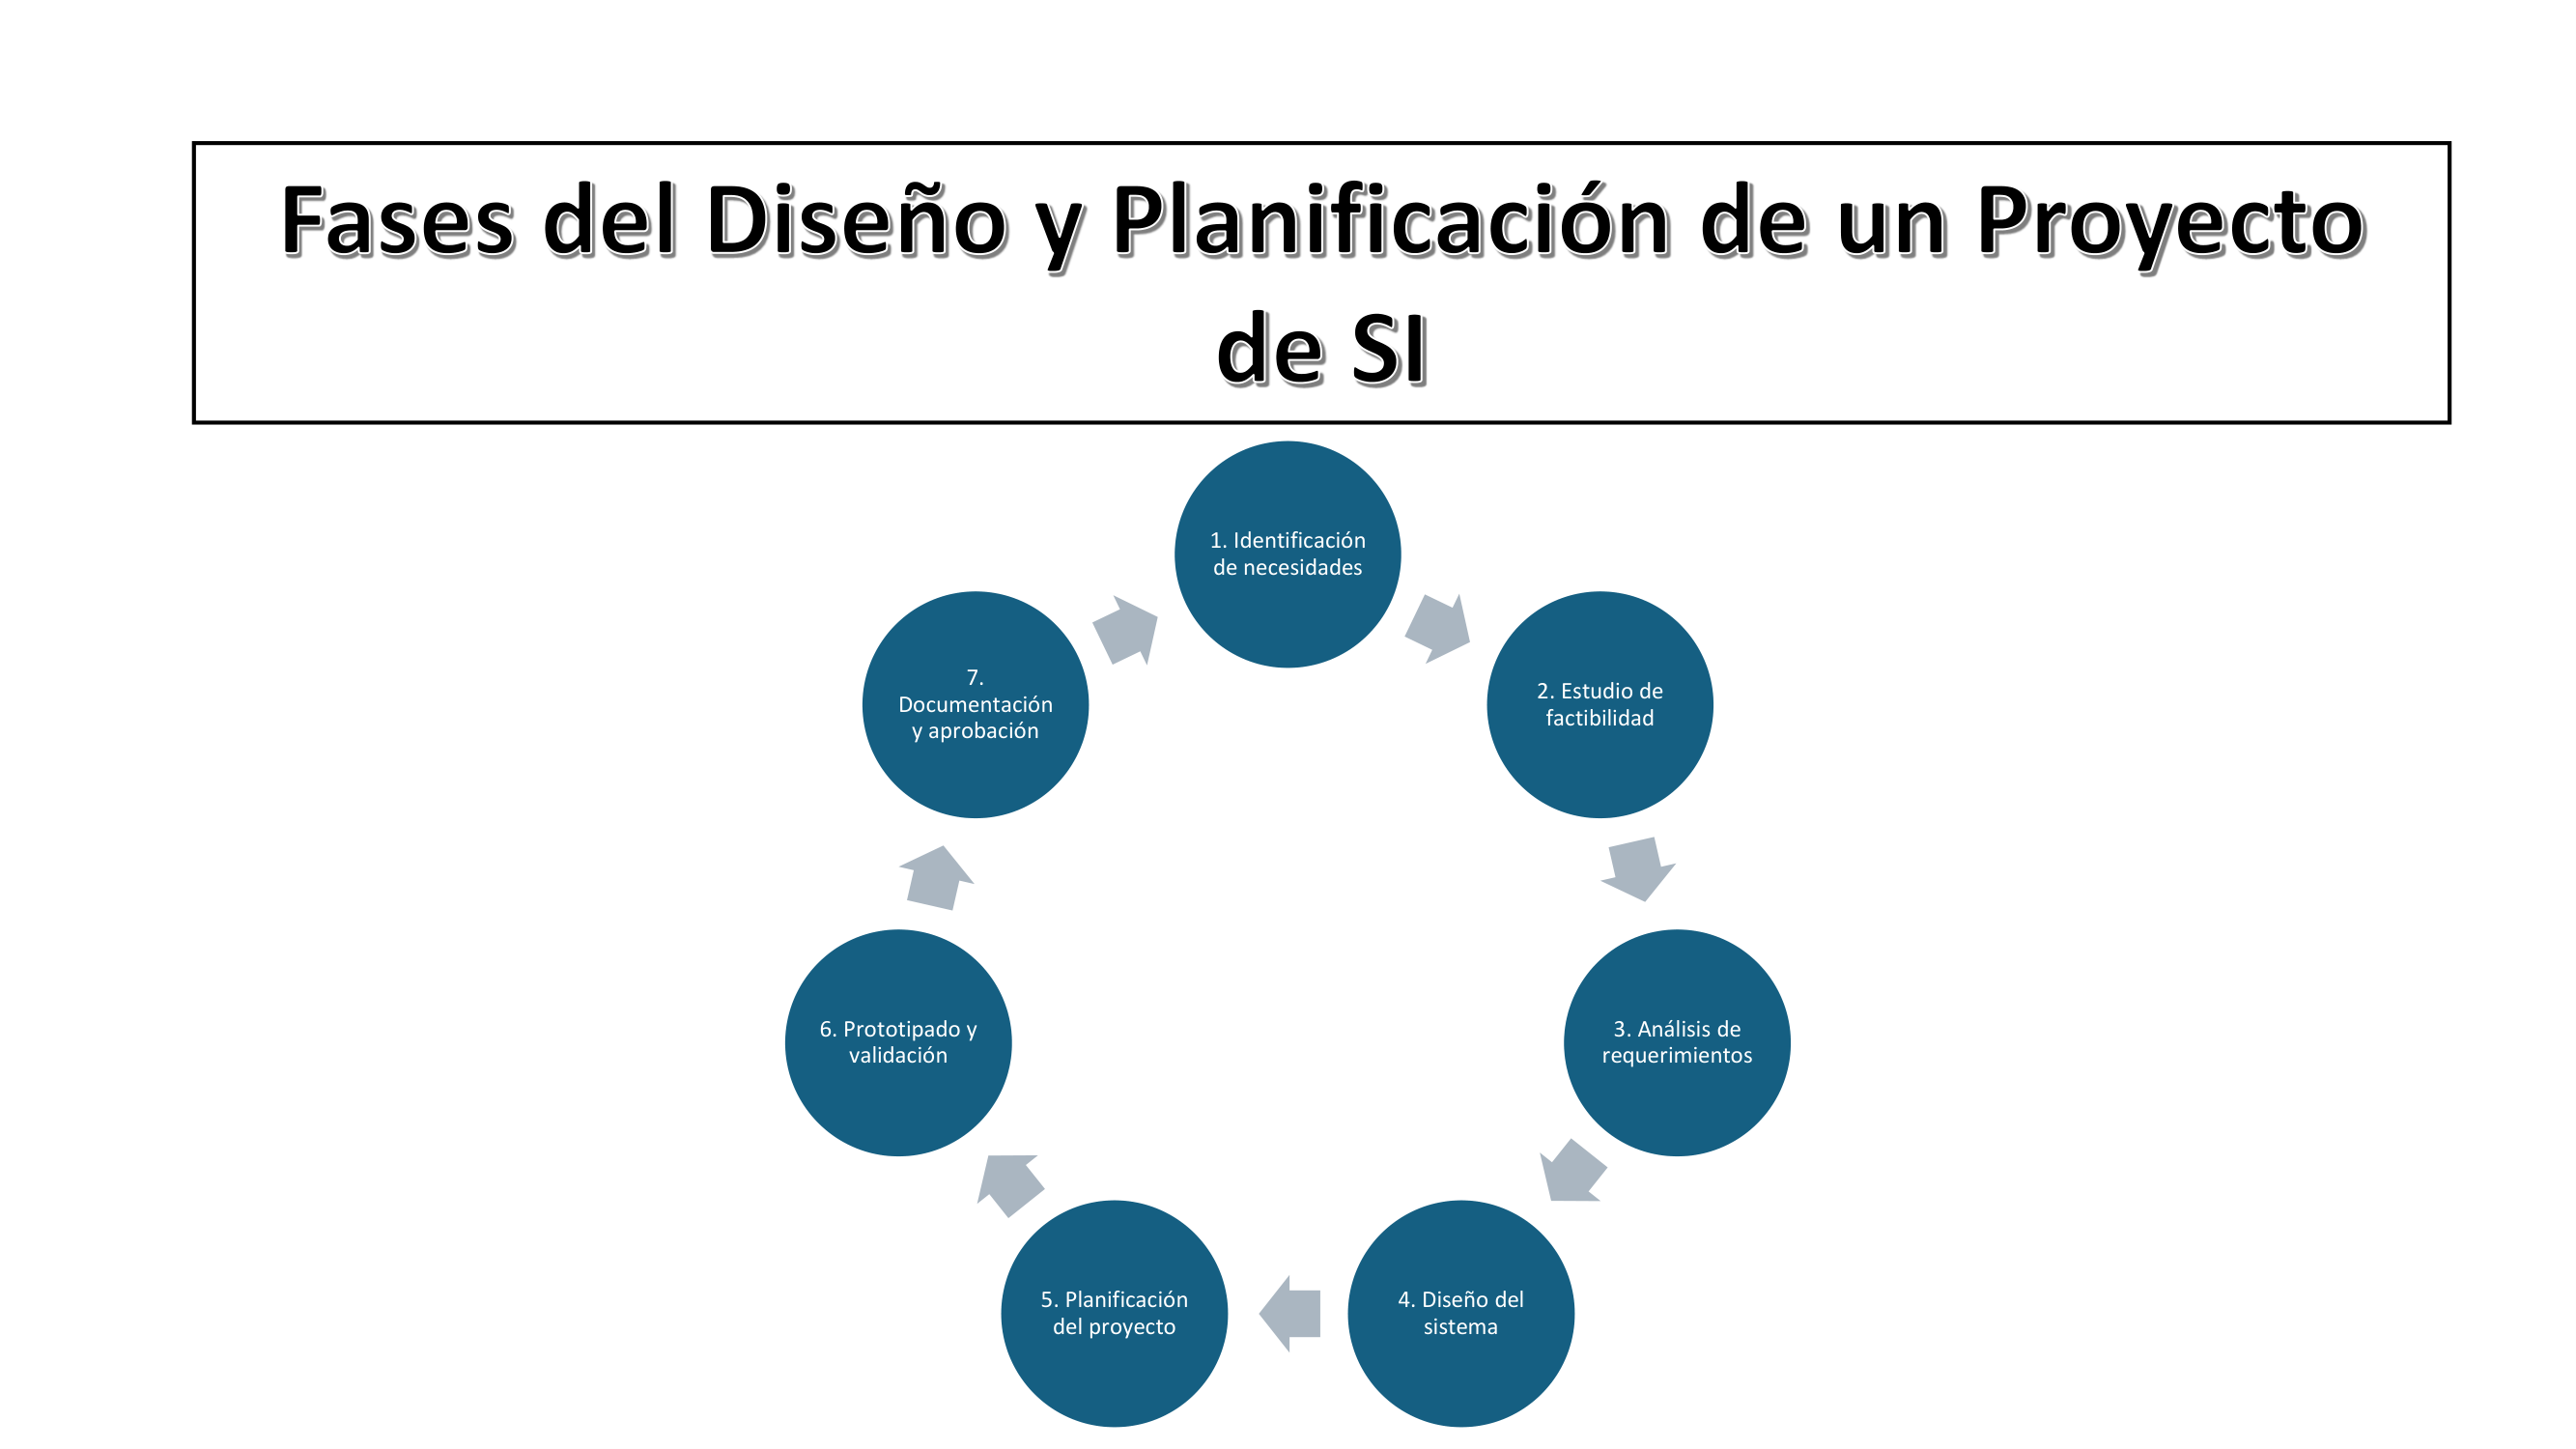 Fases del Diseño y Planificación de un Proyecto
de SI
1. Identificación
de necesidades
2. Estudio de
factibilidad
3. Análisis de
requerimientos
4. Diseño del
sistema
5. Planificación
del proyecto
6. Prototipado y
validación
7.
Documentación
y aprobación